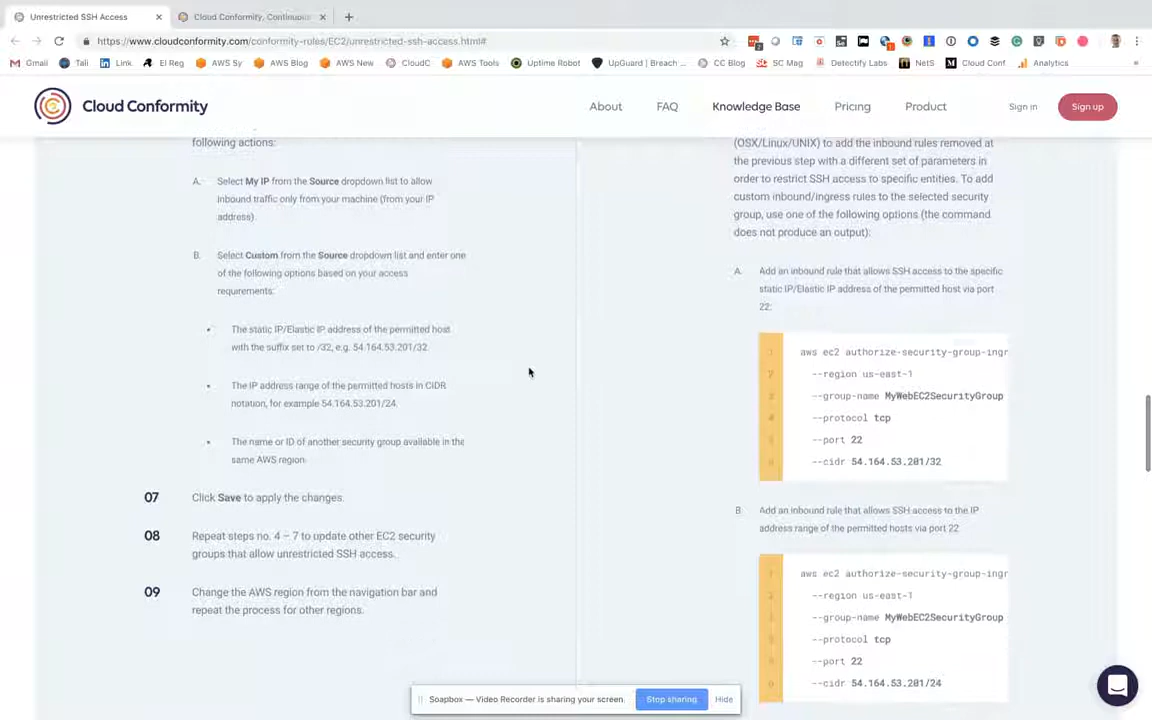 Unrestricted SSH Access
Cloud Conformity, Continuous
https://www.cloudconformity.com/conformity-rules/EC2/unrestricted-ssh-access.html#
Gmail
Tali
Link
El Reg
AWS Sy
AWS Blog
AWS New
CloudC
AWS Tools
Uptime Robot
UpGuard | Breach ...
CC Blog
SC Mag
Detectify Labs
NetS
Cloud Conf
Analytics
»
Cloud Conformity
About
FAQ
Knowledge Base
Pricing
Product
Sign in
Sign up
following actions:
A. Select My IP from the Source dropdown list to allow
inbound traffic only from your machine (from your IP
address).
B. Select Custom from the Source dropdown list and enter one
of the following options based on your access
requirements:
• The static IP/Elastic IP address of the permitted host
with the suffix set to /32, e.g. 54.164.53.201/32.
• The IP address range of the permitted hosts in CIDR
notation, for example 54.164.53.201/24.
• The name or ID of another security group available in the
same AWS region.
07 Click Save to apply the changes.
08 Repeat steps no. 4 – 7 to update other EC2 security
groups that allow unrestricted SSH access.
09 Change the AWS region from the navigation bar and
repeat the process for other regions.
(OSX/Linux/UNIX) to add the inbound rules removed at
the previous step with a different set of parameters in
order to restrict SSH access to specific entities. To add
custom inbound/ingress rules to the selected security
group, use one of the following options (the command
does not produce an output):
A. Add an inbound rule that allows SSH access to the specific
static IP/Elastic IP address of the permitted host via port
22:
1 aws ec2 authorize-security-group-ingr
2 --region us-east-1
3 --group-name MyWebEC2SecurityGroup
4 --protocol tcp
5 --port 22
6 --cidr 54.164.53.201/32
B. Add an inbound rule that allows SSH access to the IP
address range of the permitted hosts via port 22:
1 aws ec2 authorize-security-group-ingr
2 --region us-east-1
3 --group-name MyWebEC2SecurityGroup
4 --protocol tcp
5 --port 22
6 --cidr 54.164.53.201/24
Soapbox — Video Recorder is sharing your screen.
Stop sharing
Hide